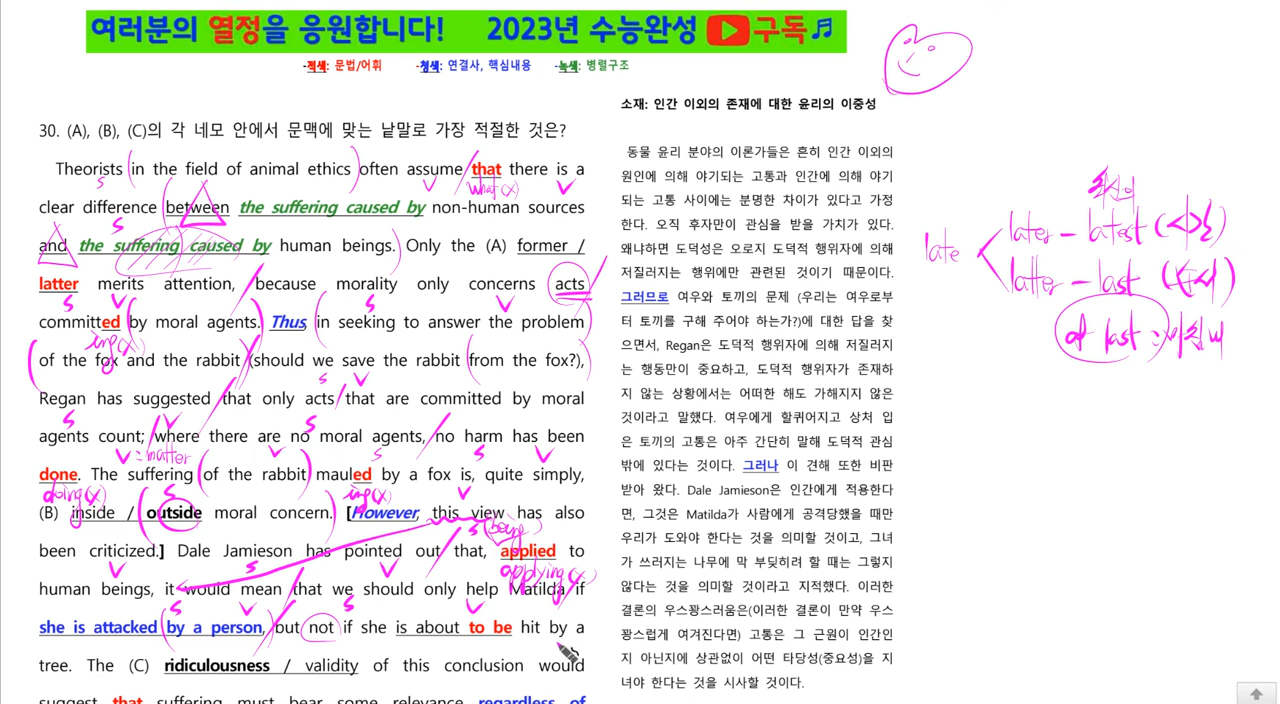 여러분의 열정을 응원합니다! 2023년 수능완성 구독♬
-적색: 문법/어휘 -청색: 연결사, 핵심내용 -녹색: 병렬구조
30. (A), (B), (C)의 각 네모 안에서 문맥에 맞는 낱말로 가장 적절한 것은?
Theorists in the field of animal ethics often assume that there is a
what(x)
clear difference between the suffering caused by non-human sources
and the suffering caused by human beings. Only the (A) former /
latter merits attention, because morality only concerns acts
committed by moral agents. Thus, in seeking to answer the problem
ing(x)
of the fox and the rabbit (should we save the rabbit from the fox?),
Regan has suggested that only acts that are committed by moral
agents count; where there are no moral agents, no harm has been
= matter
done. The suffering of the rabbit mauled by a fox is, quite simply,
doing(x) ing(x)
(B) inside / outside moral concern. [However, this view has also
(being)
been criticized.] Dale Jamieson has pointed out that, applied to
applying(x)
human beings, it would mean that we should only help Matilda if
she is attacked by a person, but not if she is about to be hit by a
tree. The (C) ridiculousness / validity of this conclusion would
suggest that suffering must bear some relevance regardless of
소재: 인간 이외의 존재에 대한 윤리의 이중성
동물 윤리 분야의 이론가들은 흔히 인간 이외의
원인에 의해 야기되는 고통과 인간에 의해 야기
되는 고통 사이에는 분명한 차이가 있다고 가정
한다. 오직 후자만이 관심을 받을 가치가 있다.
왜냐하면 도덕성은 오로지 도덕적 행위자에 의해
저질러지는 행위에만 관련된 것이기 때문이다.
그러므로 여우와 토끼의 문제 (우리는 여우로부
터 토끼를 구해 주어야 하는가?)에 대한 답을 찾
으면서, Regan은 도덕적 행위자에 의해 저질러지
는 행동만이 중요하고, 도덕적 행위자가 존재하
지 않는 상황에서는 어떠한 해도 가해지지 않은
것이라고 말했다. 여우에게 할퀴어지고 상처 입
은 토끼의 고통은 아주 간단히 말해 도덕적 관심
밖에 있다는 것이다. 그러나 이 견해 또한 비판
받아 왔다. Dale Jamieson은 인간에게 적용한다
면, 그것은 Matilda가 사람에게 공격당했을 때만
우리가 도와야 한다는 것을 의미할 것이고, 그녀
가 쓰러지는 나무에 막 부딪히려 할 때는 그렇지
않다는 것을 의미할 것이라고 지적했다. 이러한
결론의 우스꽝스러움은(이러한 결론이 만약 우스
꽝스럽게 여겨진다면) 고통은 그 근원이 인간인
지 아닌지에 상관없이 어떤 타당성(중요성)을 지
녀야 한다는 것을 시사할 것이다.
최신의
late
later - latest (시간)
latter - last (순서)
at last :